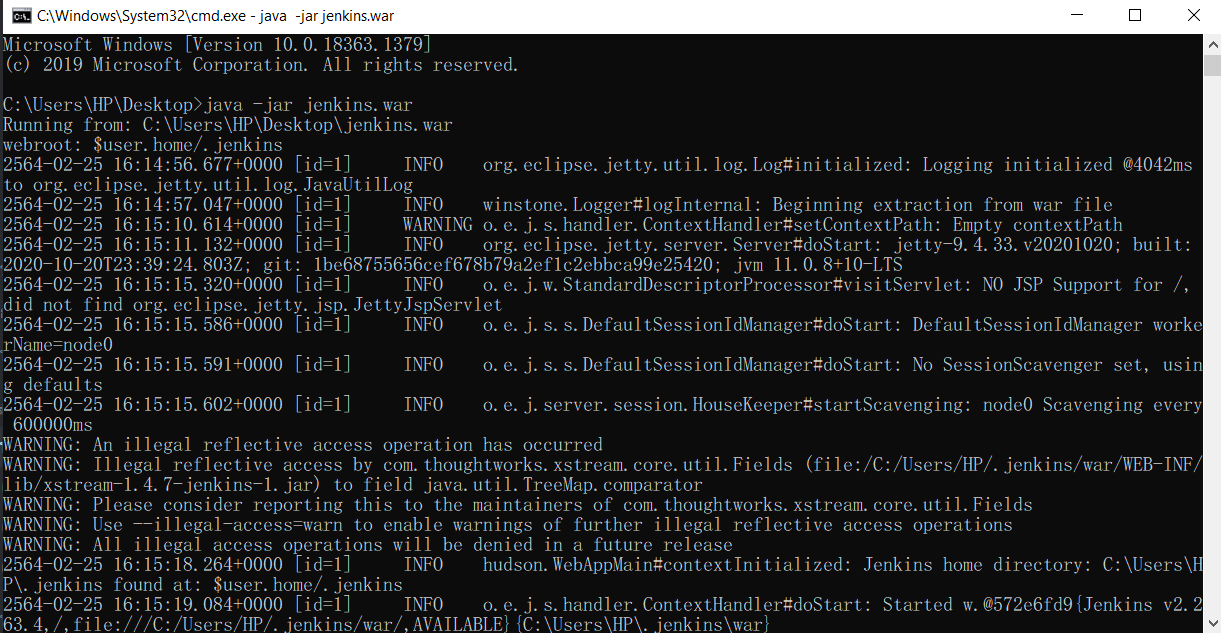 C:\Windows\System32\cmd.exe - java  -jar jenkins.war
Microsoft Windows [Version 10.0.18363.1379]
(c) 2019 Microsoft Corporation. All rights reserved.
C:\Users\HP\Desktop>java -jar jenkins.war
Running from: C:\Users\HP\Desktop\jenkins.war
webroot: $user.home/.jenkins
2564-02-25 16:14:56.677+0000 [id=1]     INFO    org.eclipse.jetty.util.log.Log#initialized: Logging initialized @4042ms
to org.eclipse.jetty.util.log.JavaUtilLog
2564-02-25 16:14:57.047+0000 [id=1]     INFO    winstone.Logger#logInternal: Beginning extraction from war file
2564-02-25 16:15:10.614+0000 [id=1]     WARNING o.e.j.s.handler.ContextHandler#setContextPath: Empty contextPath
2564-02-25 16:15:11.132+0000 [id=1]     INFO    org.eclipse.jetty.server.Server#doStart: jetty-9.4.33.v20201020; built:
2020-10-20T23:39:24.803Z; git: 1be68755656cef678b79a2ef1c2ebbca99e25420; jvm 11.0.8+10-LTS
2564-02-25 16:15:15.320+0000 [id=1]     INFO    o.e.j.w.StandardDescriptorProcessor#visitServlet: NO JSP Support for /,
did not find org.eclipse.jetty.jsp.JettyJspServlet
2564-02-25 16:15:15.586+0000 [id=1]     INFO    o.e.j.s.s.DefaultSessionIdManager#doStart: DefaultSessionIdManager worke
rName=node0
2564-02-25 16:15:15.591+0000 [id=1]     INFO    o.e.j.s.s.DefaultSessionIdManager#doStart: No SessionScavenger set, usin
g defaults
2564-02-25 16:15:15.602+0000 [id=1]     INFO    o.e.j.server.session.HouseKeeper#startScavenging: node0 Scavenging every
600000ms
WARNING: An illegal reflective access operation has occurred
WARNING: Illegal reflective access by com.thoughtworks.xstream.core.util.Fields (file:/C:/Users/HP/.jenkins/war/WEB-INF/
lib/xstream-1.4.7-jenkins-1.jar) to field java.util.TreeMap.comparator
WARNING: Please consider reporting this to the maintainers of com.thoughtworks.xstream.core.util.Fields
WARNING: Use --illegal-access=warn to enable warnings of further illegal reflective access operations
WARNING: All illegal access operations will be denied in a future release
2564-02-25 16:15:18.264+0000 [id=1]     INFO    hudson.WebAppMain#contextInitialized: Jenkins home directory: C:\Users\H
P\.jenkins found at: $user.home/.jenkins
2564-02-25 16:15:19.084+0000 [id=1]     INFO    o.e.j.s.handler.ContextHandler#doStart: Started w.@572e6fd9{Jenkins v2.2
63.4,/,file:///C:/Users/HP/.jenkins/war/,AVAILABLE}{C:\Users\HP\.jenkins\war}